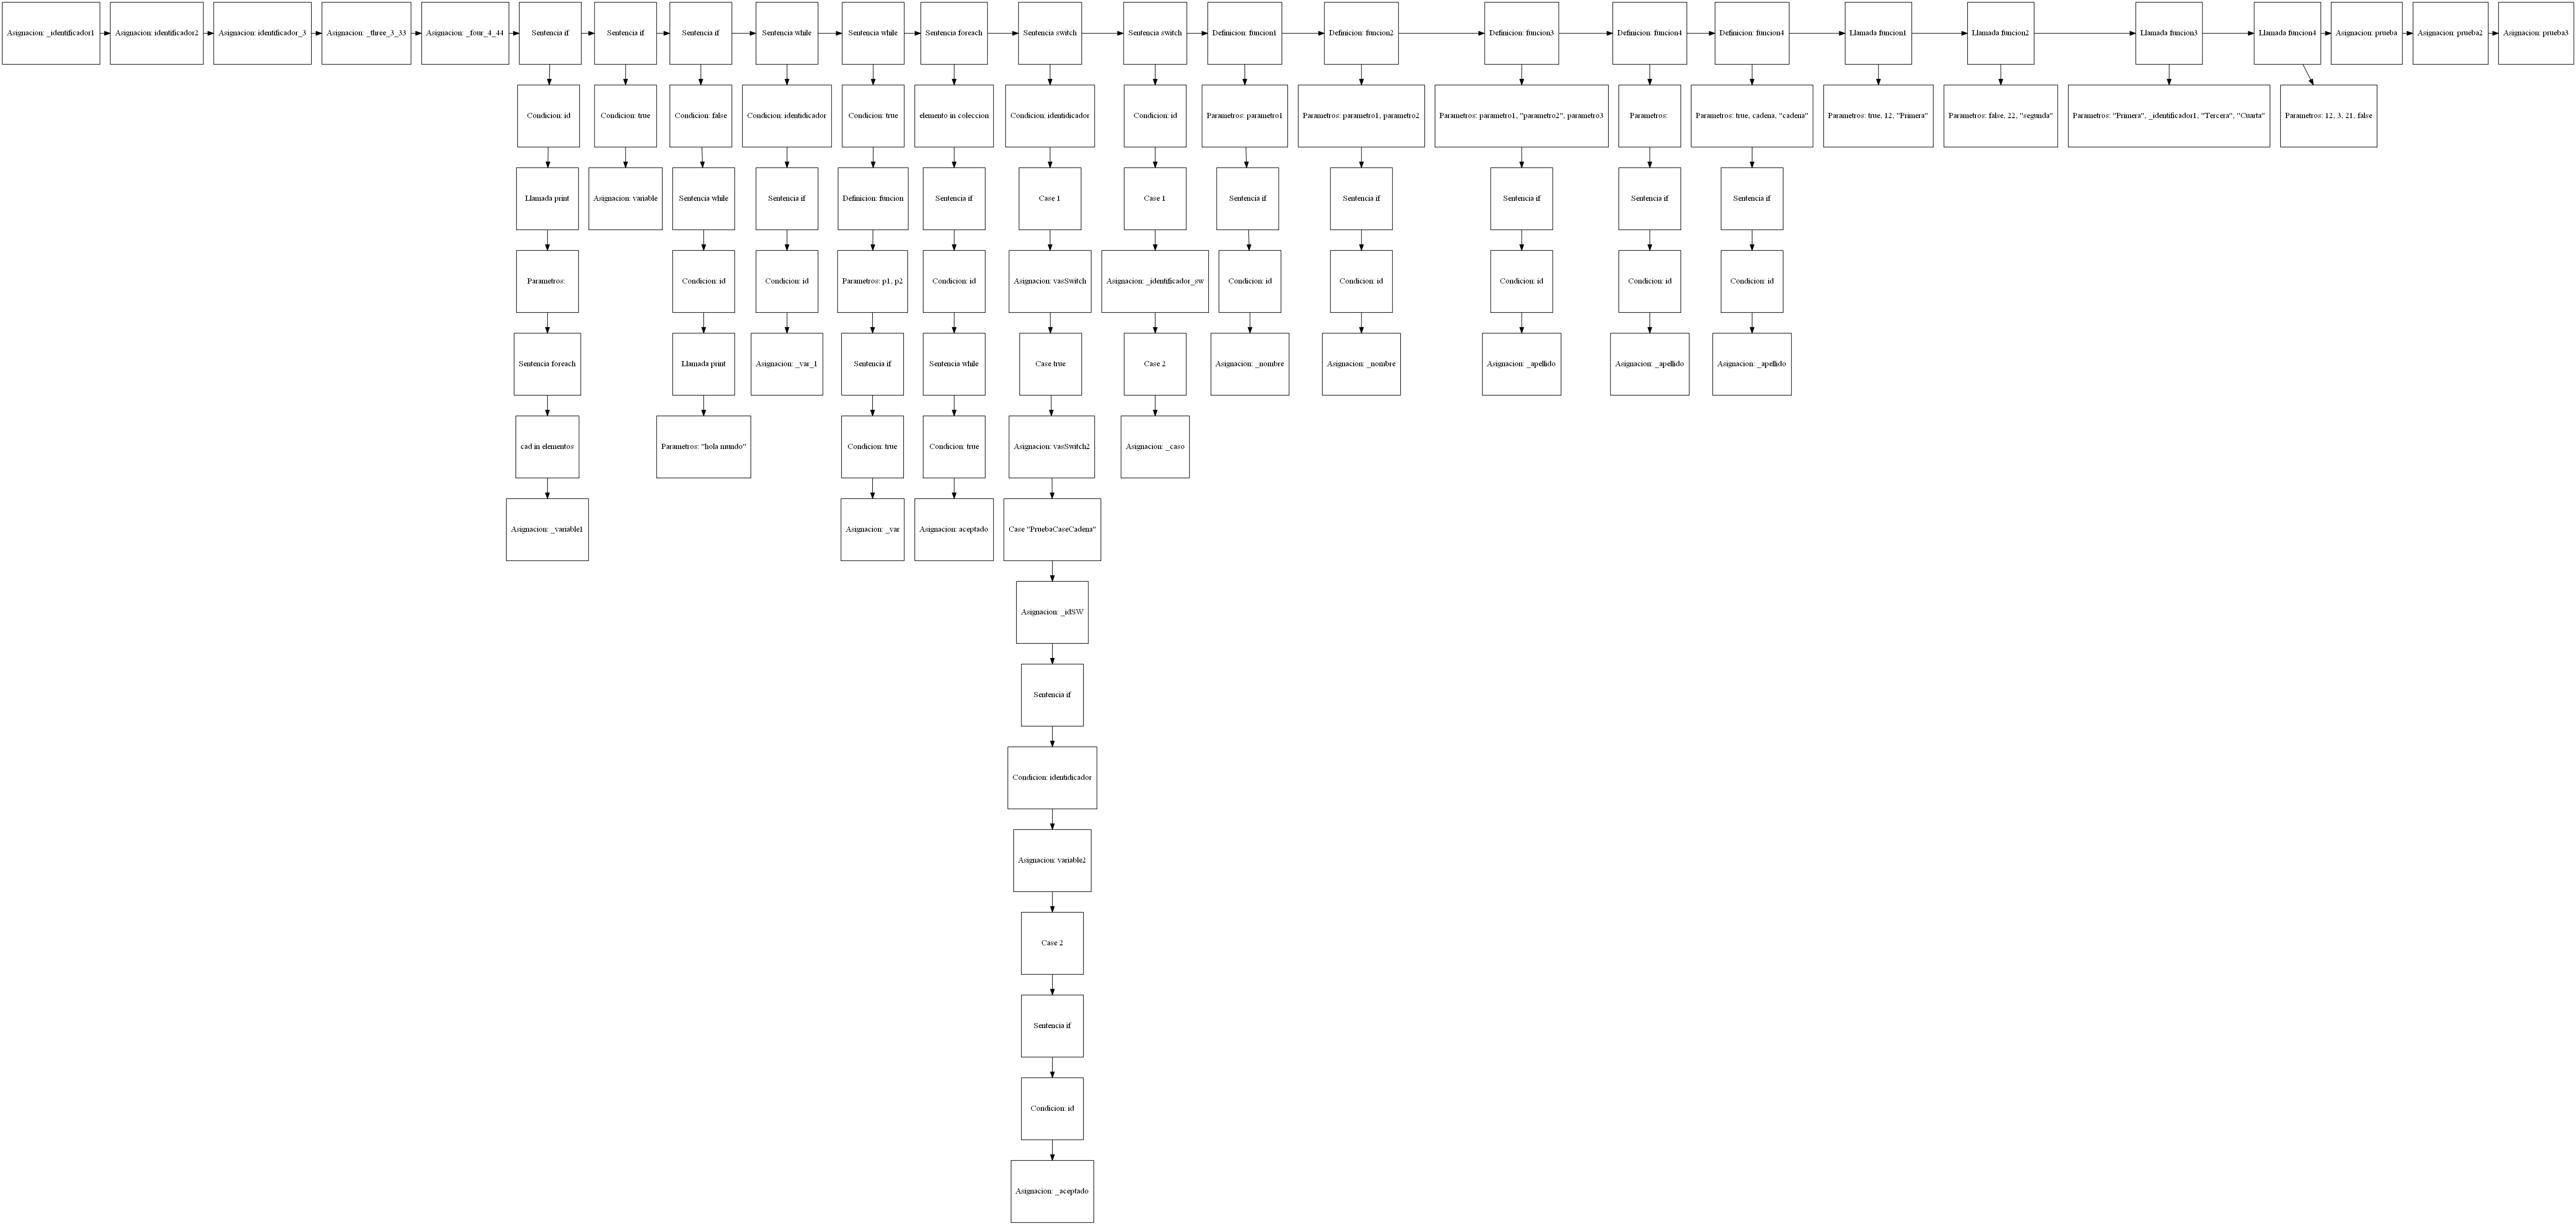 Asignacion: _identificador1
Asignacion: identificador2
Asignacion: identificador_3
Asignacion: _three_3_33
Asignacion: _four_4_44
Sentencia if
Sentencia if
Sentencia if
Sentencia while
Sentencia while
Sentencia foreach
Sentencia switch
Sentencia switch
Definicion: funcion1
Definicion: funcion2
Definicion: funcion3
Definicion: funcion4
Definicion: funcion4
Llamada funcion1
Llamada funcion2
Llamada funcion3
Llamada funcion4
Asignacion: prueba
Asignacion: prueba2
Asignacion: prueba3
Condicion: id
Condicion: true
Condicion: false
Condicion: identidicador
Condicion: true
elemento in coleccion
Condicion: identidicador
Condicion: id
Parametros: parametro1
Parametros: parametro1, parametro2
Parametros: parametro1, "parametro2", parametro3
Parametros:
Parametros: true, cadena, "cadena"
Parametros: true, 12, "Primera"
Parametros: false, 22, "segunda"
Parametros: "Primera", _identificador1, "Tercera", "Cuarta"
Parametros: 12, 3, 21, false
Llamada print
Asignacion: variable
Sentencia while
Sentencia if
Definicion: funcion
Sentencia if
Case 1
Case 1
Sentencia if
Sentencia if
Sentencia if
Sentencia if
Sentencia if
Parametros:
Condicion: id
Condicion: id
Parametros: p1, p2
Condicion: id
Asignacion: vasSwitch
Asignacion: _identificador_sw
Condicion: id
Condicion: id
Condicion: id
Condicion: id
Condicion: id
Sentencia foreach
Llamada print
Asignacion: _var_1
Sentencia if
Sentencia while
Case true
Case 2
Asignacion: _nombre
Asignacion: _nombre
Asignacion: _apellido
Asignacion: _apellido
Asignacion: _apellido
cad in elementos
Parametros: "hola mundo"
Condicion: true
Condicion: true
Asignacion: vasSwitch2
Asignacion: _caso
Asignacion: _variable1
Asignacion: _var
Asignacion: aceptado
Case "PruebaCaseCadena"
Asignacion: _idSW
Sentencia if
Condicion: identidicador
Asignacion: variable2
Case 2
Sentencia if
Condicion: id
Asignacion: _aceptado